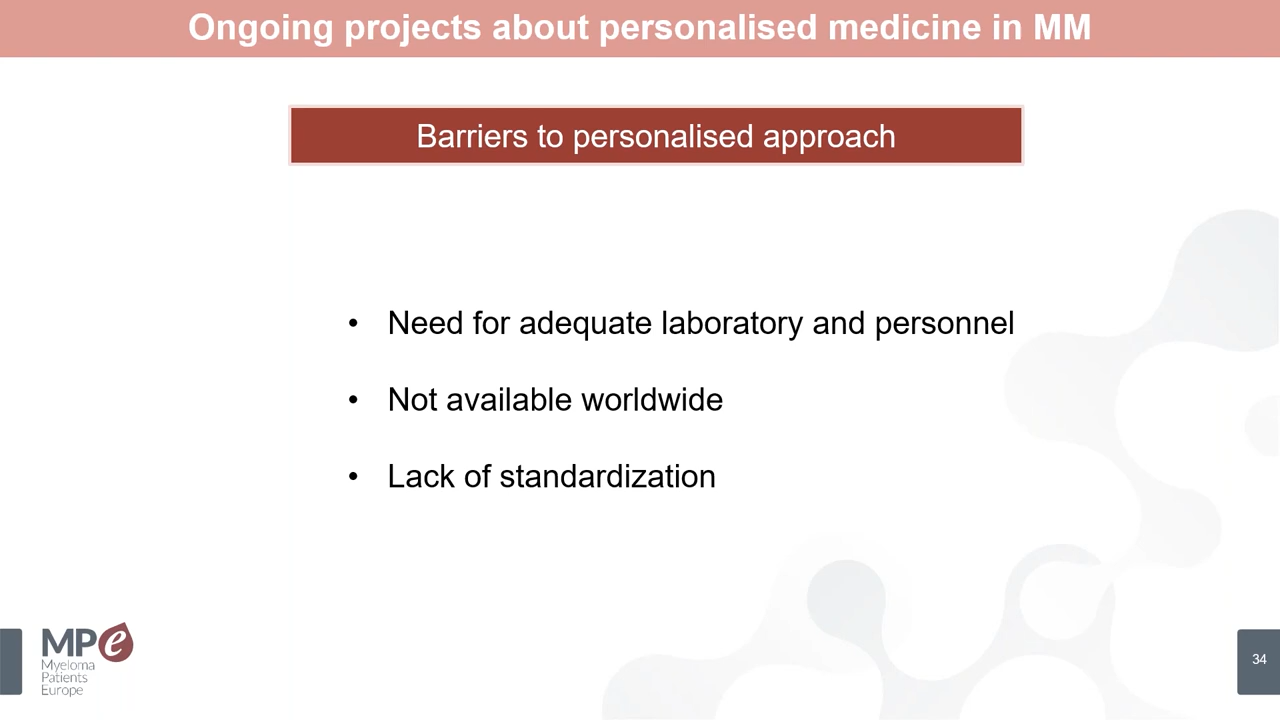 Ongoing projects about personalised medicine in MM
Barriers to personalised approach
• Need for adequate laboratory and personnel
• Not available worldwide
• Lack of standardization
MPe
Myeloma
Patients
Europe
34